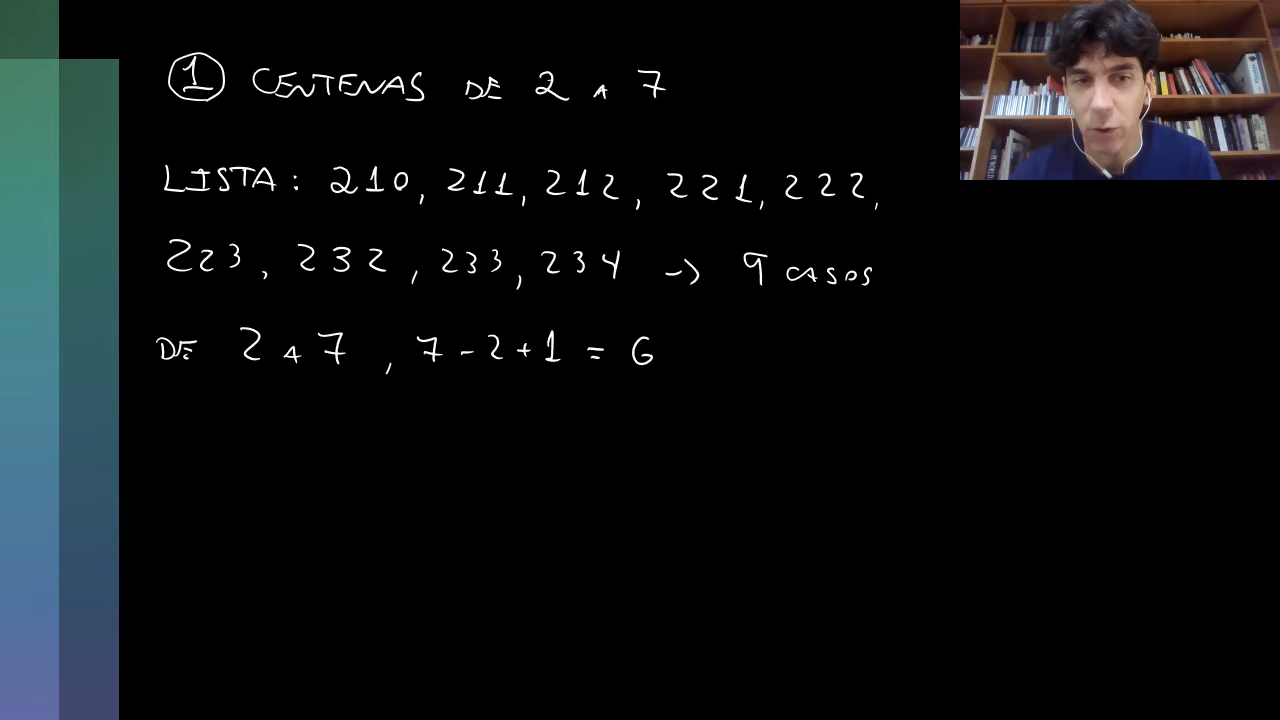 ① CENTENAS DE 2 A 7
LISTA: 210, 211, 212, 221, 222,
223, 232, 233, 234 -> 9 CASOS
DE 2 A 7, 7-2+1 = 6